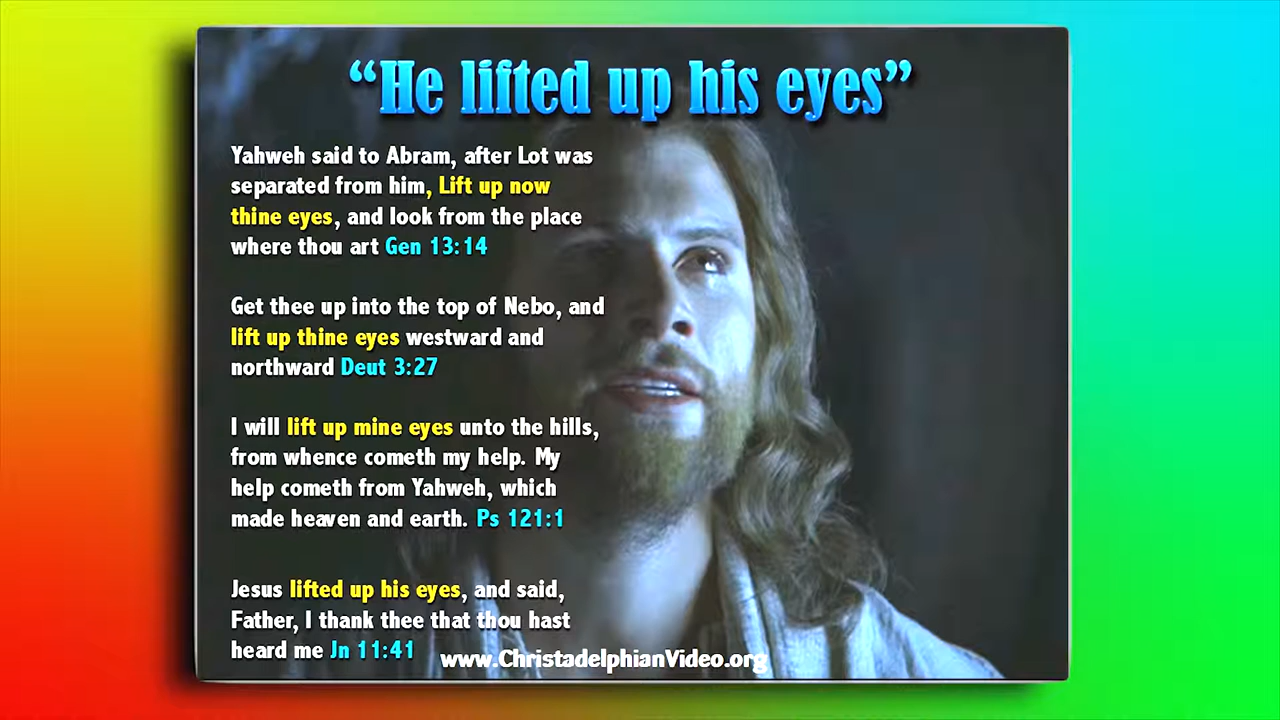 “He lifted up his eyes”
Yahweh said to Abram, after Lot was
separated from him, Lift up now
thine eyes, and look from the place
where thou art Gen 13:14
Get thee up into the top of Nebo, and
lift up thine eyes westward and
northward Deut 3:27
I will lift up mine eyes unto the hills,
from whence cometh my help. My
help cometh from Yahweh, which
made heaven and earth. Ps 121:1
Jesus lifted up his eyes, and said,
Father, I thank thee that thou hast
heard me Jn 11:41
www.ChristadelphianVideo.org